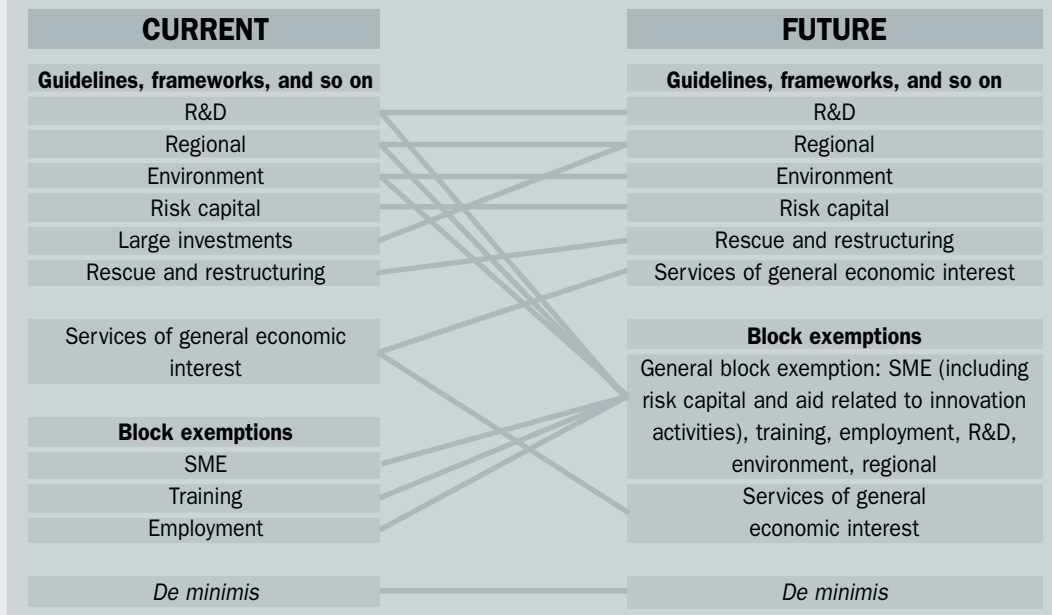 CURRENT
Guidelines, frameworks, and so on
R&D
Regional
Environment
Risk capital
Large investments
Rescue and restructuring
Services of general economic
interest
Block exemptions
SME
Training
Employment
De minimis
FUTURE
Guidelines, frameworks, and so on
R&D
Regional
Environment
Risk capital
Rescue and restructuring
Services of general economic interest
Block exemptions
General block exemption: SME (including
risk capital and aid related to innovation
activities), training, employment, R&D,
environment, regional
Services of general
economic interest
De minimis